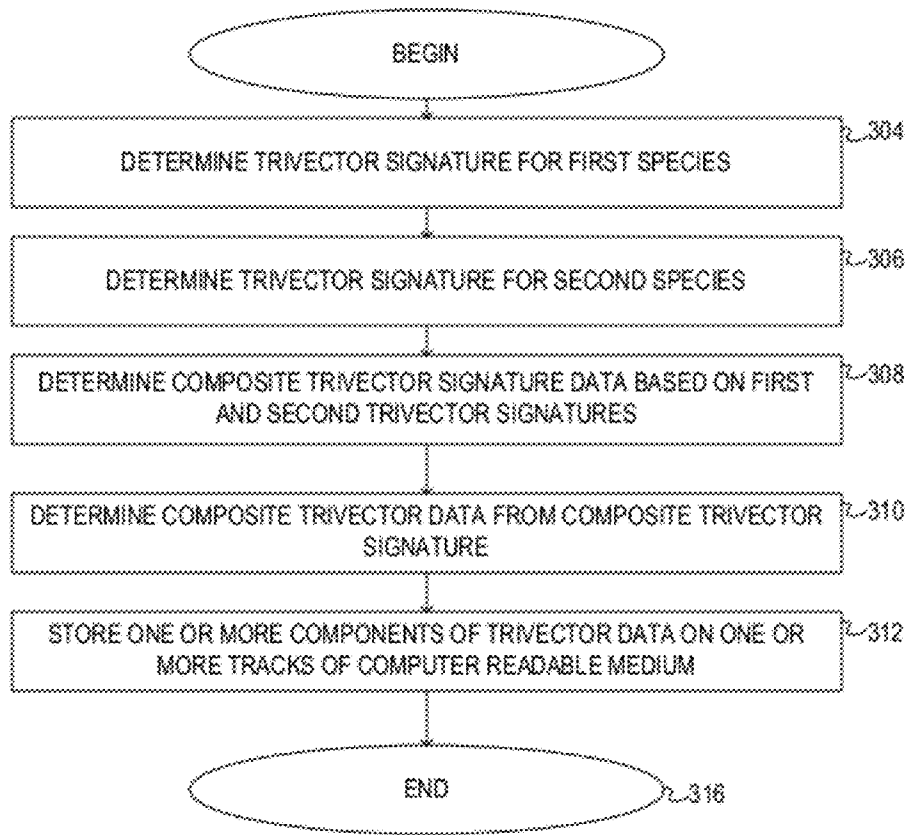 BEGIN
304
DETERMINE TRIVECTOR SIGNATURE FOR FIRST SPECIES
306
DETERMINE TRIVECTOR SIGNATURE FOR SECOND SPECIES
308
DETERMINE COMPOSITE TRIVECTOR SIGNATURE DATA BASED ON FIRST
AND SECOND TRIVECTOR SIGNATURES
310
DETERMINE COMPOSITE TRIVECTOR DATA FROM COMPOSITE TRIVECTOR
SIGNATURE
312
STORE ONE OR MORE COMPONENTS OF TRIVECTOR DATA ON ONE OR
MORE TRACKS OF COMPUTER READABLE MEDIUM
END
316